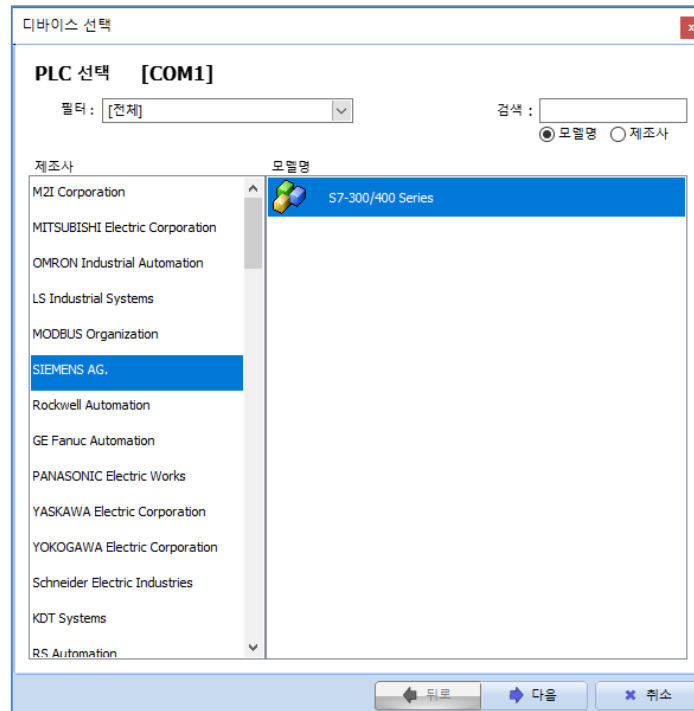 디바이스 선택
x
PLC 선택 [COM1]
필터 : [전체]
검색 :
모델명 제조사
제조사
모델명
M2I Corporation
MITSUBISHI Electric Corporation
OMRON Industrial Automation
LS Industrial Systems
MODBUS Organization
SIEMENS AG.
Rockwell Automation
GE Fanuc Automation
PANASONIC Electric Works
YASKAWA Electric Corporation
YOKOGAWA Electric Corporation
Schneider Electric Industries
KDT Systems
RS Automation
S7-300/400 Series
뒤로
다음
취소